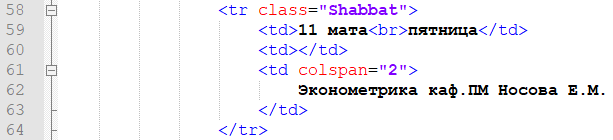 58 <tr class="Shabbat">
59 <td>11 мата<br>пятница</td>
60 <td></td>
61 <td colspan="2">
62 Эконометрика каф.ПМ Носова Е.М.
63 </td>
64 </tr>